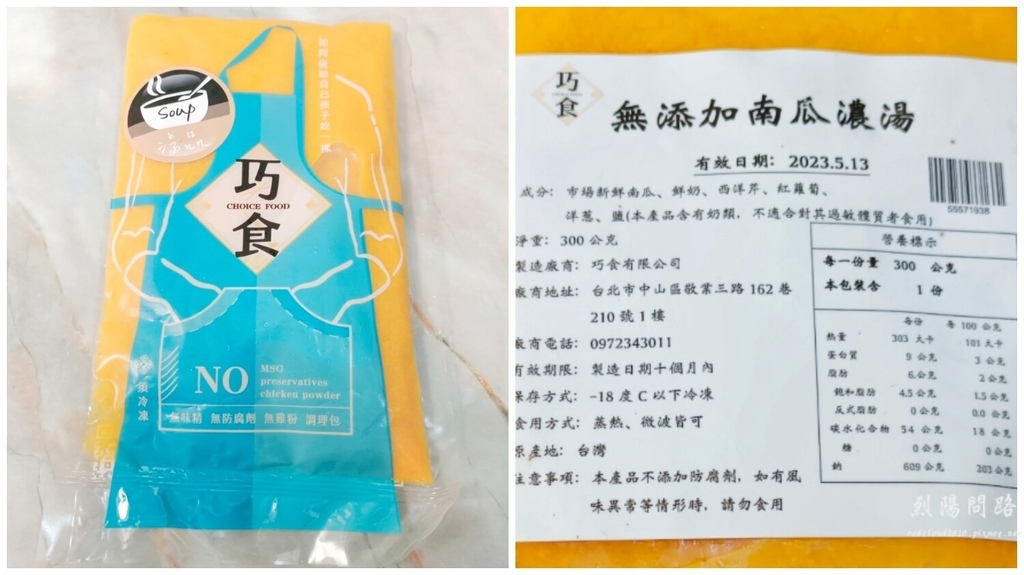 soup
巧食
CHOICE FOOD
NO
MSG
preservatives
chicken powder
無味精 無防腐劑 無雞粉 調理包
須冷凍
巧食
無添加南瓜濃湯
有效日期: 2023.5.13
成分: 市場新鮮南瓜、鮮奶、西洋芹、紅蘿蔔、
洋蔥、鹽(本產品含有奶類,不適合對其過敏體質者食用)
55571938
淨重: 300 公克
製造廠商: 巧食有限公司
廠商地址: 台北市中山區敬業三路 162 巷
210 號 1 樓
廠商電話: 0972343011
有效期限: 製造日期十個月內
保存方式: -18 度 C 以下冷凍
食用方式: 蒸熱、微波皆可
原產地: 台灣
注意事項: 本產品不添加防腐劑,如有風
味異常等情形時,請勿食用
營養標示
每一份量 300 公克
本包裝含 1 份
每份 每 100 公克
熱量 303 大卡 101 大卡
蛋白質 9 公克 3 公克
脂肪 6 公克 2 公克
飽和脂肪 4.5 公克 1.5 公克
反式脂肪 0 公克 0.0 公克
碳水化合物 54 公克 18 公克
糖 0 公克 0 公克
鈉 609 公克 203 公克
烈陽問路